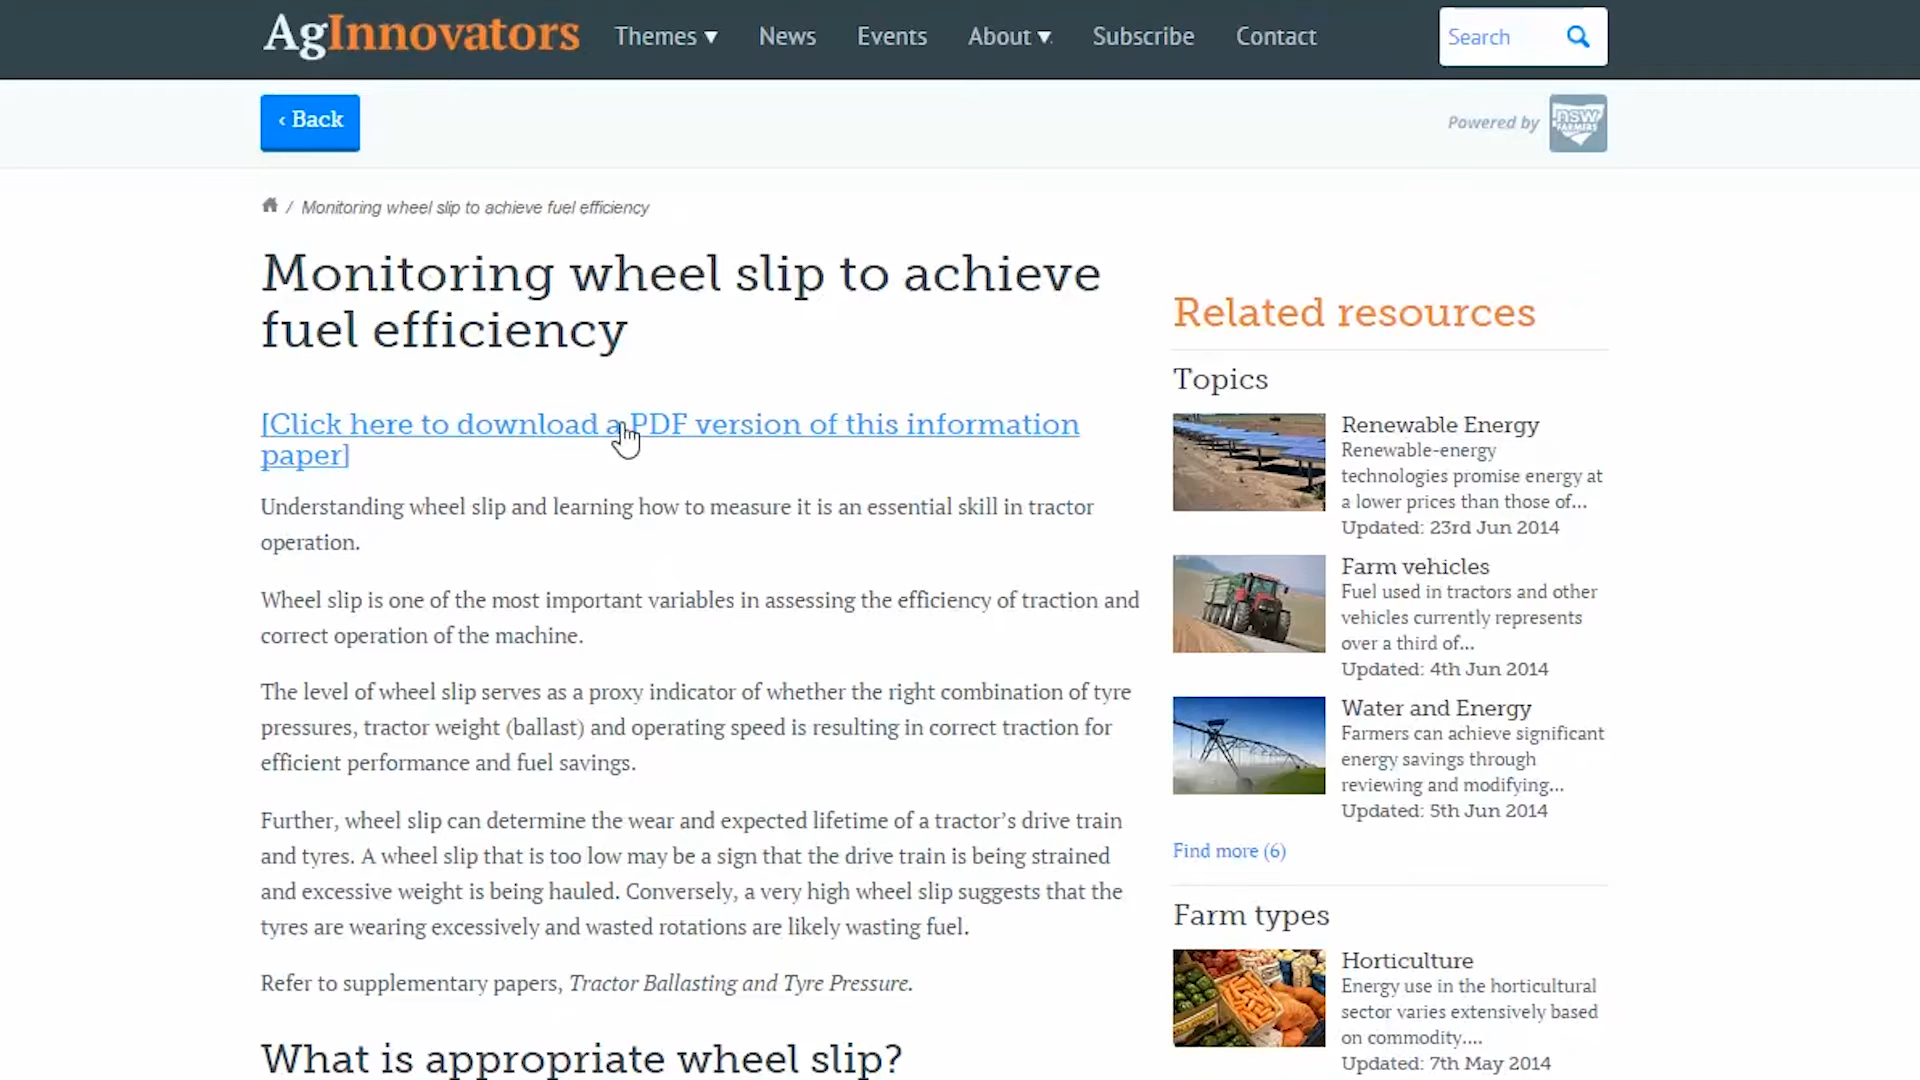 AgInnovators Themes ▼ News Events About ▼ Subscribe Contact Search
‹ Back
Powered by nsw FARMERS
/ Monitoring wheel slip to achieve fuel efficiency
Monitoring wheel slip to achieve
fuel efficiency
[Click here to download a PDF version of this information
paper]
Understanding wheel slip and learning how to measure it is an essential skill in tractor
operation.
Wheel slip is one of the most important variables in assessing the efficiency of traction and
correct operation of the machine.
The level of wheel slip serves as a proxy indicator of whether the right combination of tyre
pressures, tractor weight (ballast) and operating speed is resulting in correct traction for
efficient performance and fuel savings.
Further, wheel slip can determine the wear and expected lifetime of a tractor’s drive train
and tyres. A wheel slip that is too low may be a sign that the drive train is being strained
and excessive weight is being hauled. Conversely, a very high wheel slip suggests that the
tyres are wearing excessively and wasted rotations are likely wasting fuel.
Refer to supplementary papers, Tractor Ballasting and Tyre Pressure.
What is appropriate wheel slip?
Related resources
Topics
Renewable Energy
Renewable-energy
technologies promise energy at
a lower prices than those of...
Updated: 23rd Jun 2014
Farm vehicles
Fuel used in tractors and other
vehicles currently represents
over a third of...
Updated: 4th Jun 2014
Water and Energy
Farmers can achieve significant
energy savings through
reviewing and modifying...
Updated: 5th Jun 2014
Find more (6)
Farm types
Horticulture
Energy use in the horticultural
sector varies extensively based
on commodity....
Updated: 7th May 2014